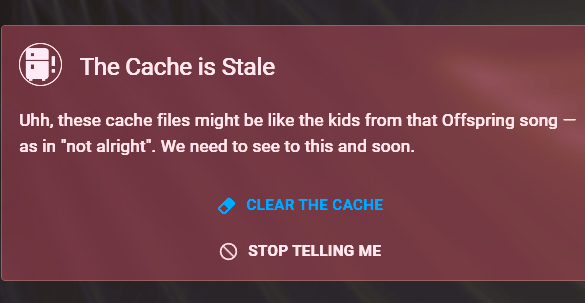 The Cache is Stale
Uhh, these cache files might be like the kids from that Offspring song —
as in "not alright". We need to see to this and soon.
CLEAR THE CACHE
STOP TELLING ME